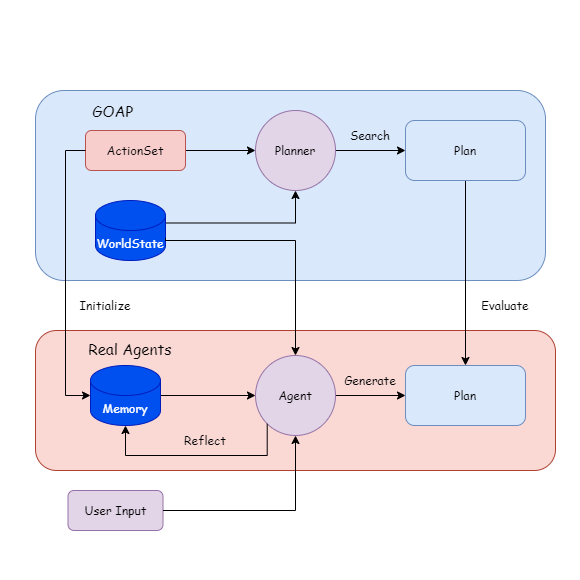 GOAP
ActionSet
Planner
Search
Plan
WorldState
Initialize
Evaluate
Real Agents
Memory
Agent
Generate
Plan
Reflect
User Input